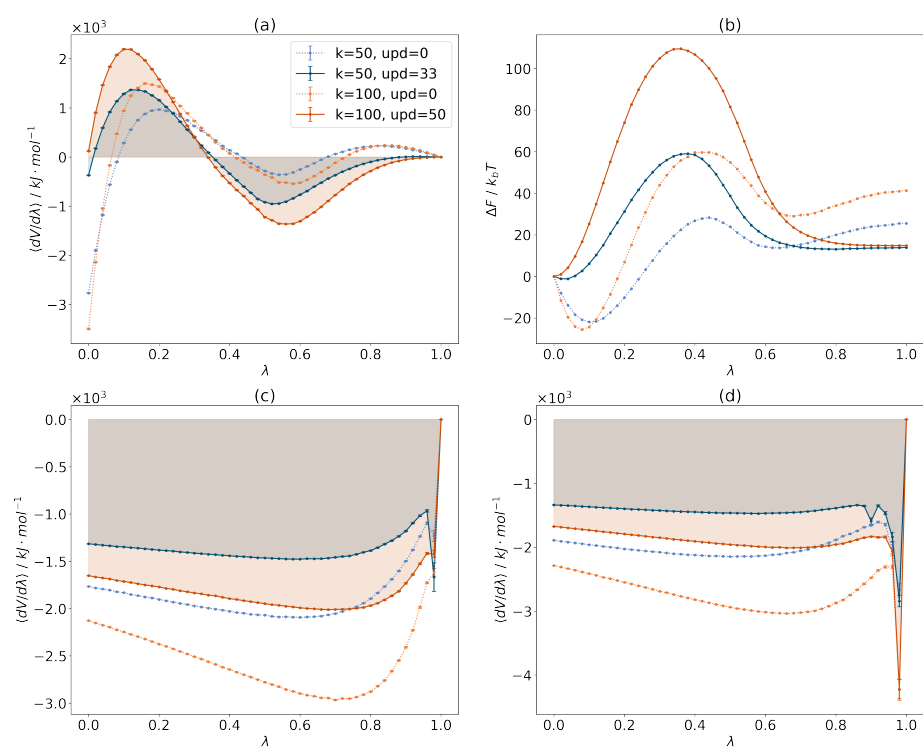 (a)
×10³
2
1
0
−1
−2
−3
⟨dV/dλ⟩ / kJ · mol⁻¹
0.0 0.2 0.4 0.6 0.8 1.0
λ
k=50, upd=0
k=50, upd=33
k=100, upd=0
k=100, upd=50
(b)
100
80
60
40
20
0
−20
ΔF / k_bT
0.0 0.2 0.4 0.6 0.8 1.0
λ
(c)
×10³
0.0
−0.5
−1.0
−1.5
−2.0
−2.5
−3.0
⟨dV/dλ⟩ / kJ · mol⁻¹
0.0 0.2 0.4 0.6 0.8 1.0
λ
(d)
×10³
0
−1
−2
−3
−4
⟨dV/dλ⟩ / kJ · mol⁻¹
0.0 0.2 0.4 0.6 0.8 1.0
λ